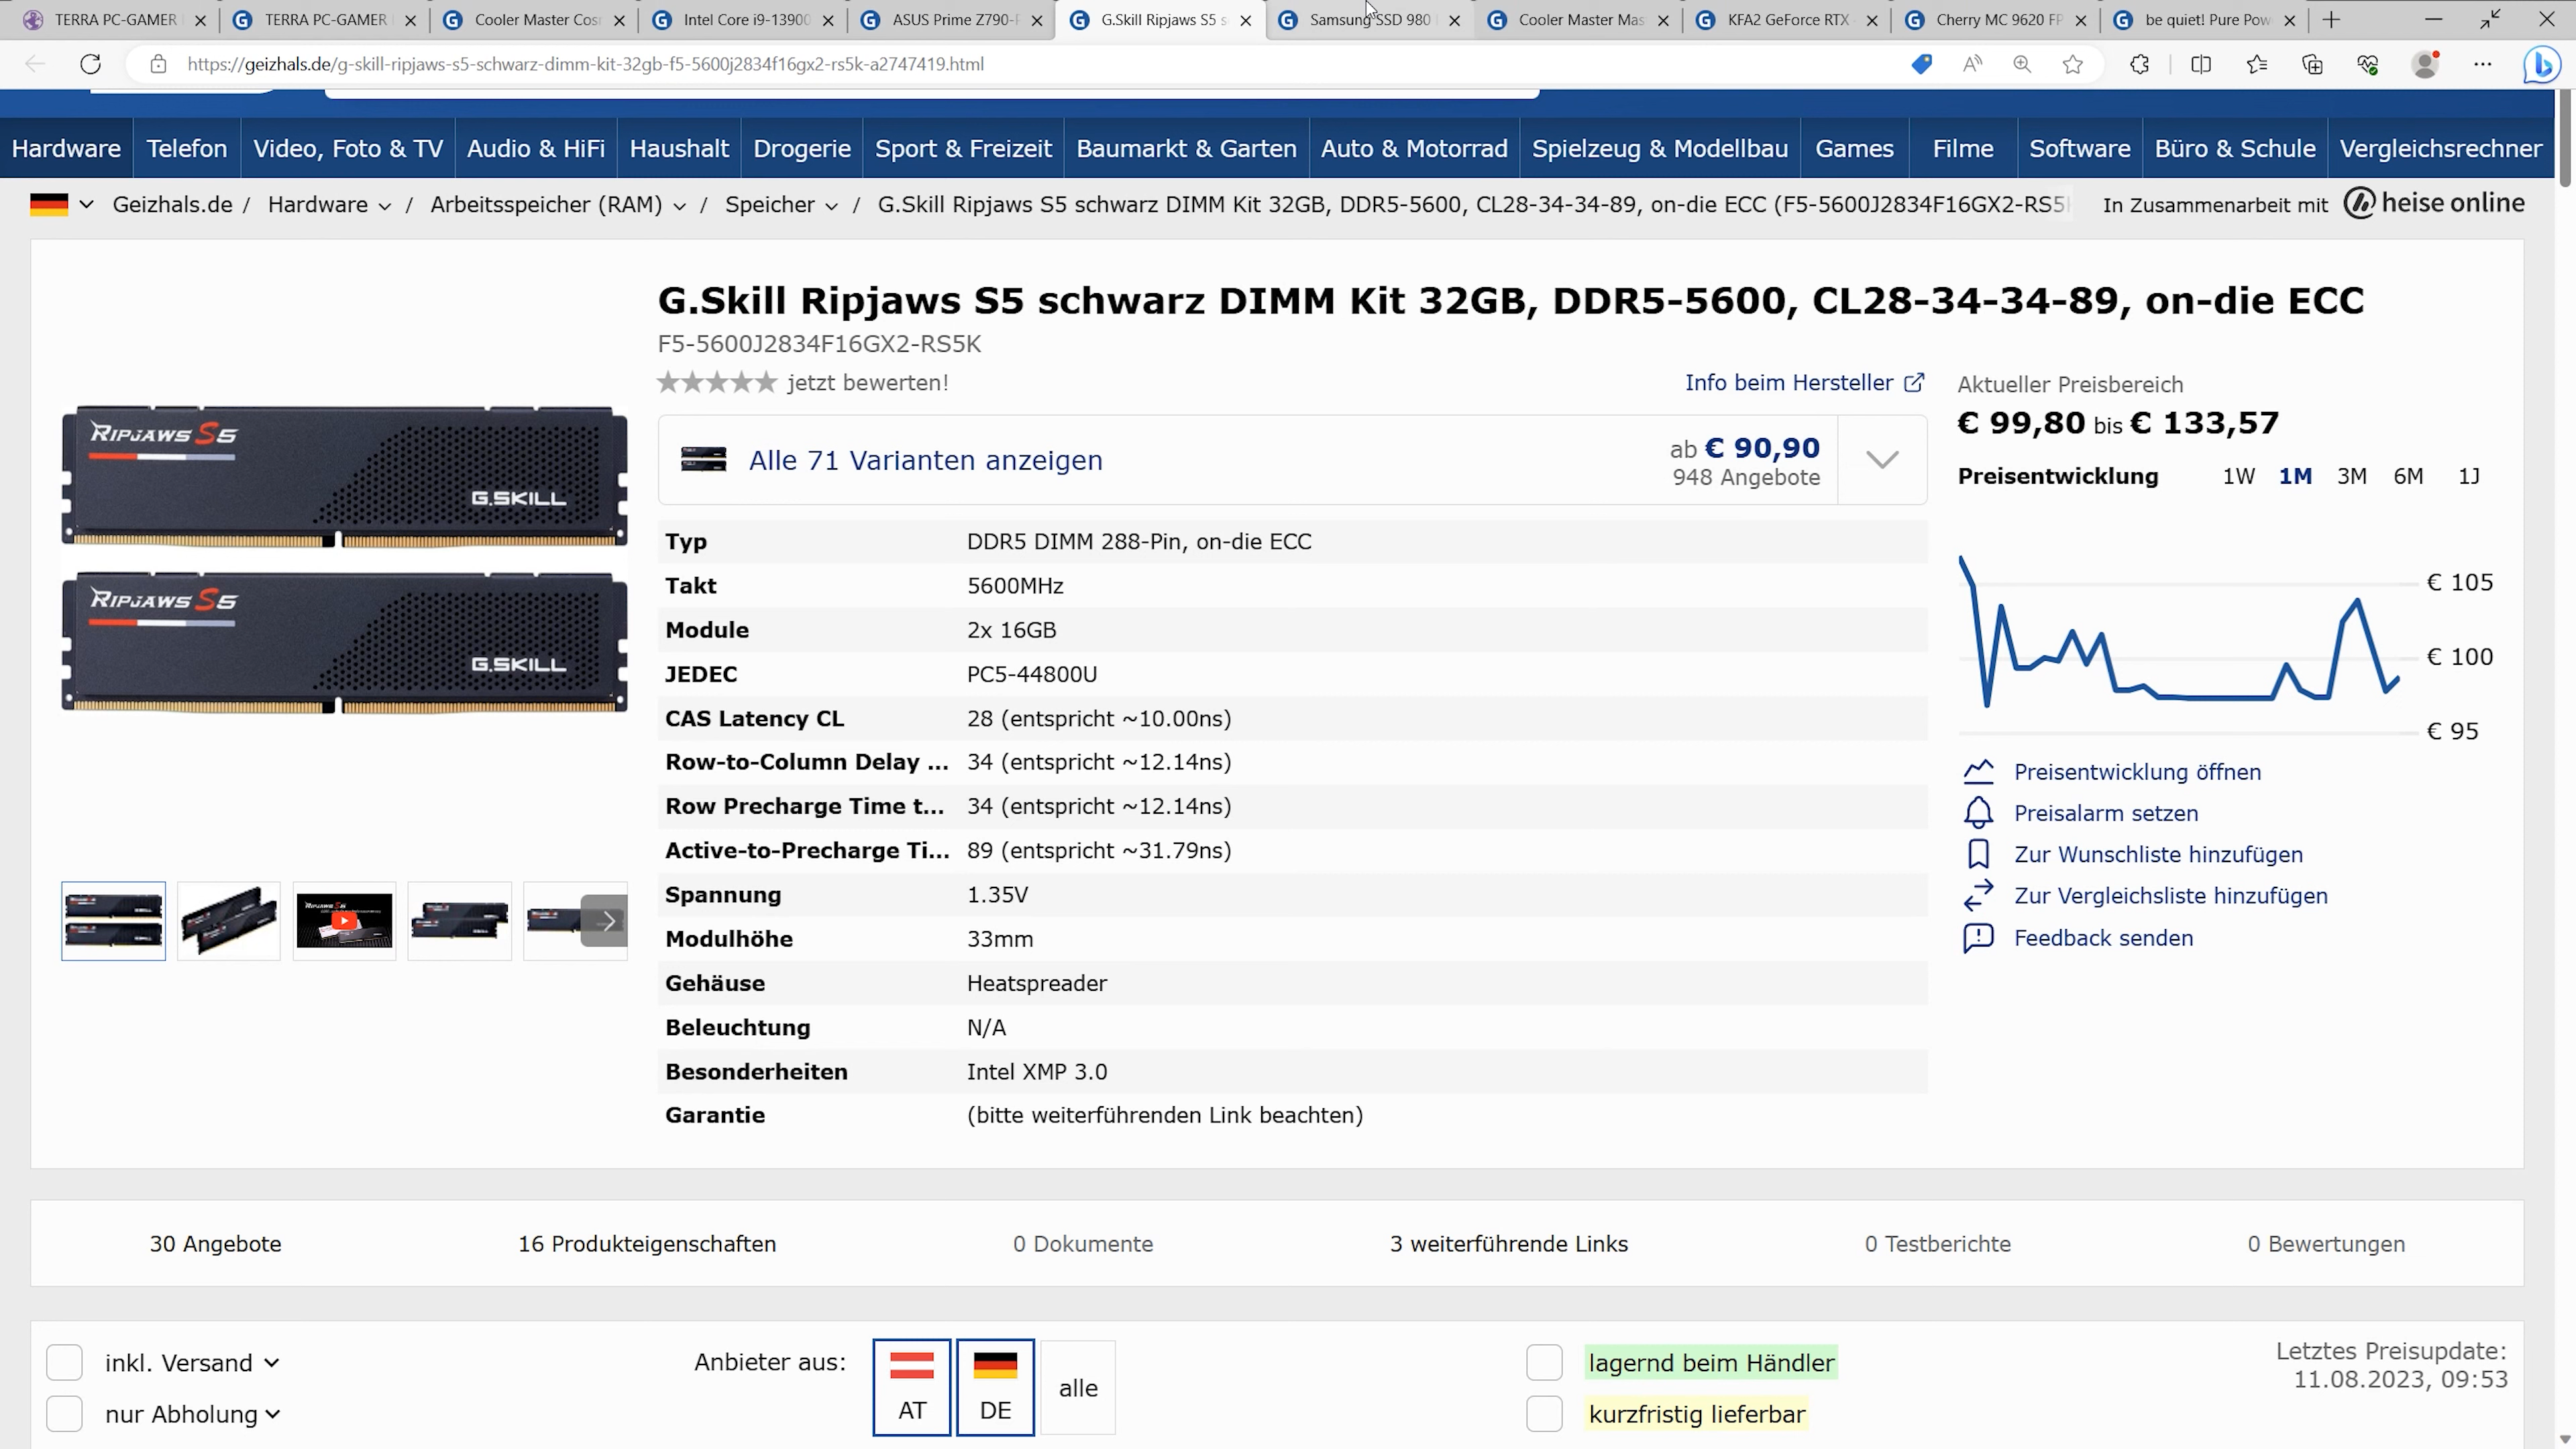 TERRA PC-GAMER
TERRA PC-GAMER
Cooler Master Cosm
Intel Core i9-13900
ASUS Prime Z790-P
G.Skill Ripjaws S5 s
Samsung SSD 980
Cooler Master Mas
KFA2 GeForce RTX
Cherry MC 9620 FP
be quiet! Pure Pow
https://geizhals.de/g-skill-ripjaws-s5-schwarz-dimm-kit-32gb-f5-5600j2834f16gx2-rs5k-a2747419.html
Hardware
Telefon
Video, Foto & TV
Audio & HiFi
Haushalt
Drogerie
Sport & Freizeit
Baumarkt & Garten
Auto & Motorrad
Spielzeug & Modellbau
Games
Filme
Software
Büro & Schule
Vergleichsrechner
Geizhals.de / Hardware / Arbeitsspeicher (RAM) / Speicher / G.Skill Ripjaws S5 schwarz DIMM Kit 32GB, DDR5-5600, CL28-34-34-89, on-die ECC (F5-5600J2834F16GX2-RS5K
In Zusammenarbeit mit heise online
G.Skill Ripjaws S5 schwarz DIMM Kit 32GB, DDR5-5600, CL28-34-34-89, on-die ECC
F5-5600J2834F16GX2-RS5K
jetzt bewerten!
Info beim Hersteller
RIPJAWS S5
G.SKILL
RIPJAWS S5
G.SKILL
Alle 71 Varianten anzeigen
ab € 90,90
948 Angebote
Typ DDR5 DIMM 288-Pin, on-die ECC
Takt 5600MHz
Module 2x 16GB
JEDEC PC5-44800U
CAS Latency CL 28 (entspricht ~10.00ns)
Row-to-Column Delay ... 34 (entspricht ~12.14ns)
Row Precharge Time t... 34 (entspricht ~12.14ns)
Active-to-Precharge Ti... 89 (entspricht ~31.79ns)
Spannung 1.35V
Modulhöhe 33mm
Gehäuse Heatspreader
Beleuchtung N/A
Besonderheiten Intel XMP 3.0
Garantie (bitte weiterführenden Link beachten)
Aktueller Preisbereich
€ 99,80 bis € 133,57
Preisentwicklung 1W 1M 3M 6M 1J
€ 105
€ 100
€ 95
Preisentwicklung öffnen
Preisalarm setzen
Zur Wunschliste hinzufügen
Zur Vergleichsliste hinzufügen
Feedback senden
30 Angebote
16 Produkteigenschaften
0 Dokumente
3 weiterführende Links
0 Testberichte
0 Bewertungen
inkl. Versand
nur Abholung
Anbieter aus:
AT
DE
alle
lagernd beim Händler
kurzfristig lieferbar
Letztes Preisupdate:
11.08.2023, 09:53